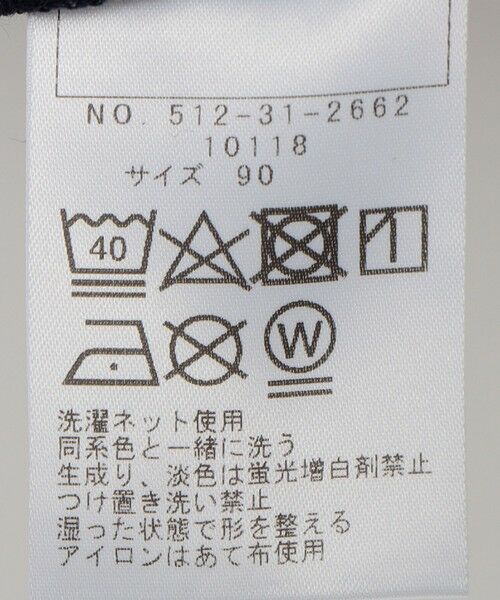 NO. 512-31-2662
10118
サイズ 90
40
W
洗濯ネット使用
同系色と一緒に洗う
生成り、淡色は蛍光増白剤禁止
つけ置き洗い禁止
湿った状態で形を整える
アイロンはあて布使用